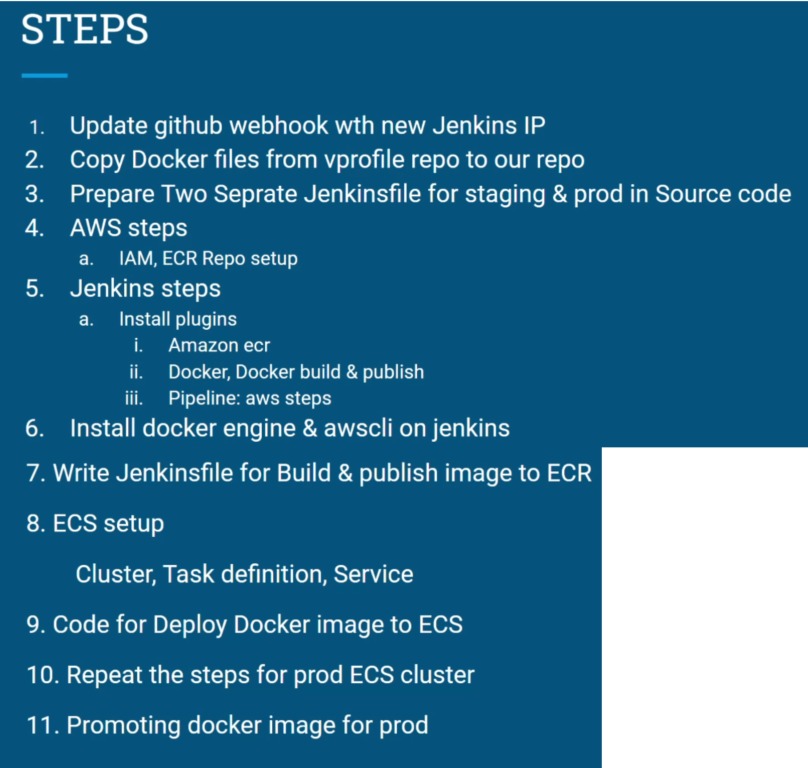 STEPS
1. Update github webhook wth new Jenkins IP
2. Copy Docker files from vprofile repo to our repo
3. Prepare Two Seprate Jenkinsfile for staging & prod in Source code
4. AWS steps
a. IAM, ECR Repo setup
5. Jenkins steps
a. Install plugins
i. Amazon ecr
ii. Docker, Docker build & publish
iii. Pipeline: aws steps
6. Install docker engine & awscli on jenkins
7. Write Jenkinsfile for Build & publish image to ECR
8. ECS setup
Cluster, Task definition, Service
9. Code for Deploy Docker image to ECS
10. Repeat the steps for prod ECS cluster
11. Promoting docker image for prod